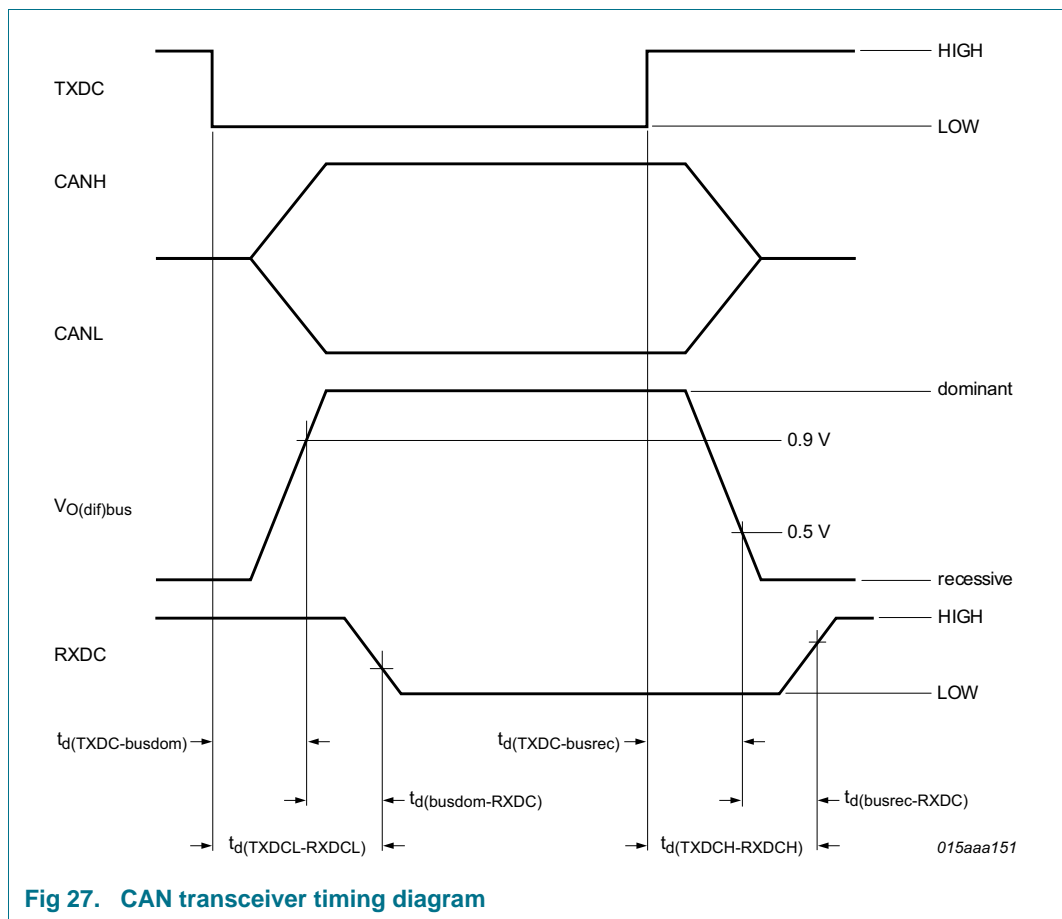 HIGH
TXDC
LOW
CANH
CANL
dominant
0.9 V
VO(dif)bus
0.5 V
recessive
HIGH
RXDC
LOW
td(TXDC-busdom)
td(TXDC-busrec)
td(busdom-RXDC)
td(busrec-RXDC)
td(TXDCL-RXDCL)
td(TXDCH-RXDCH)
015aaa151
Fig 27. CAN transceiver timing diagram